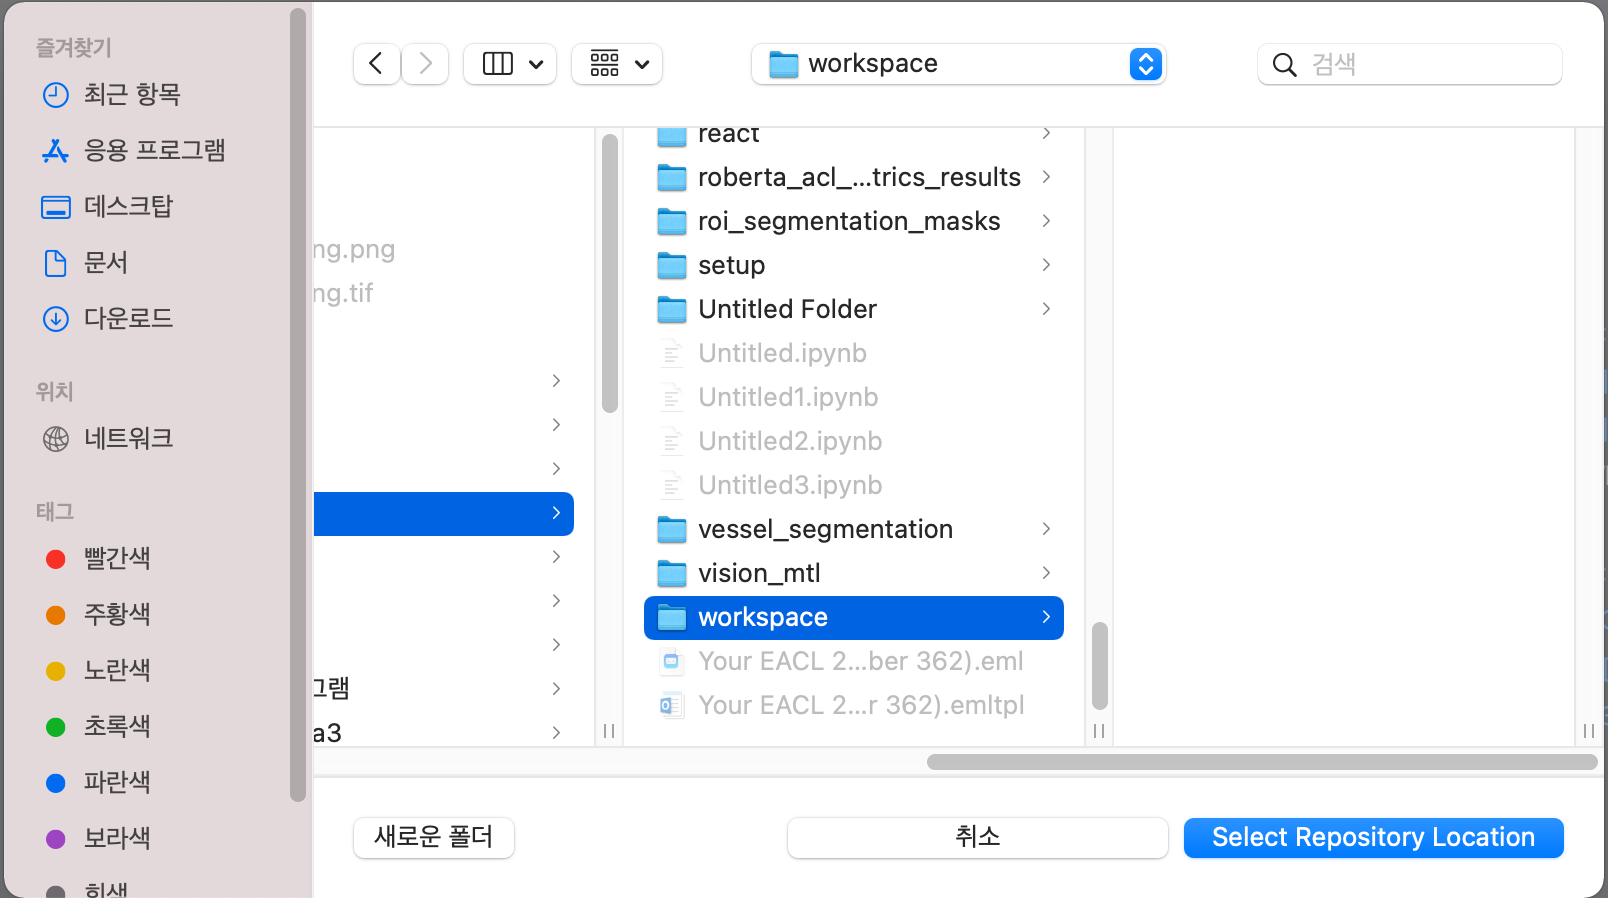 즐겨찾기
최근 항목
응용 프로그램
데스크탑
문서
다운로드
위치
네트워크
태그
빨간색
주황색
노란색
초록색
파란색
보라색
회색
workspace
검색
ng.png
ng.tif
그램
a3
react
roberta_acl_...trics_results
roi_segmentation_masks
setup
Untitled Folder
Untitled.ipynb
Untitled1.ipynb
Untitled2.ipynb
Untitled3.ipynb
vessel_segmentation
vision_mtl
workspace
Your EACL 2...ber 362).eml
Your EACL 2...r 362).emltpl
새로운 폴더
취소
Select Repository Location